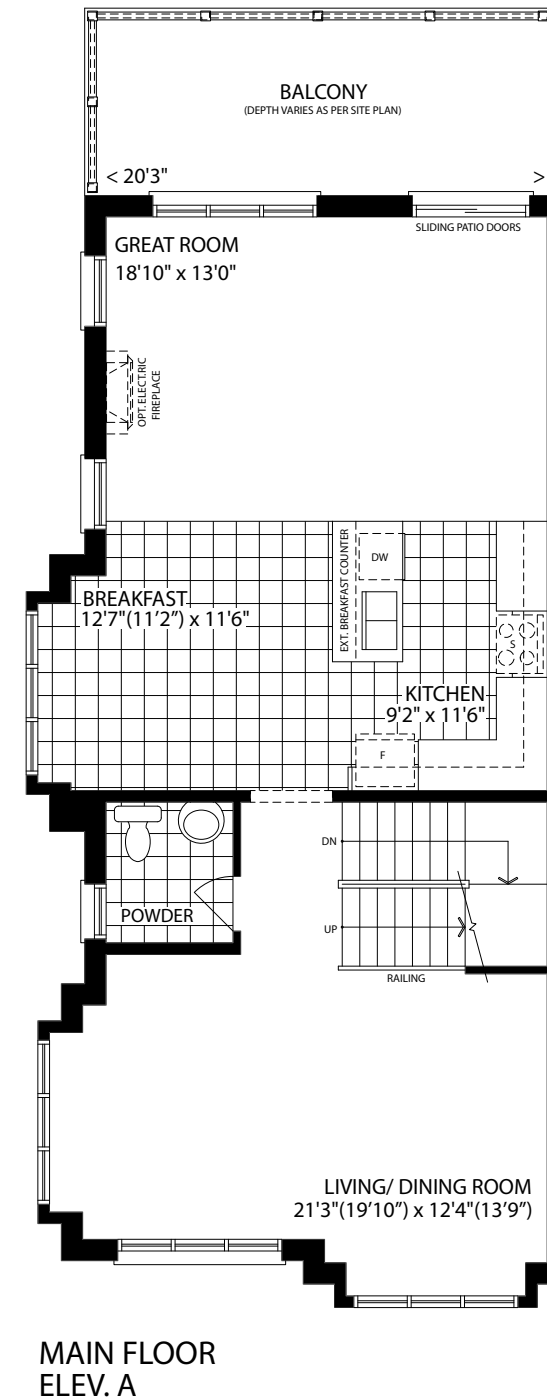 BALCONY
(DEPTH VARIES AS PER SITE PLAN)
< 20'3" >
SLIDING PATIO DOORS
GREAT ROOM
18'10" x 13'0"
OPT. ELECT.RIC
FIREPLACE
EXT. BREAKFAST COUNTER
DW
BREAKFAST
12'7"(11'2") x 11'6"
S
KITCHEN
9'2" x 11'6"
F
DN
POWDER
UP
RAILING
LIVING/ DINING ROOM
21'3"(19'10") x 12'4"(13'9")
MAIN FLOOR
ELEV. A